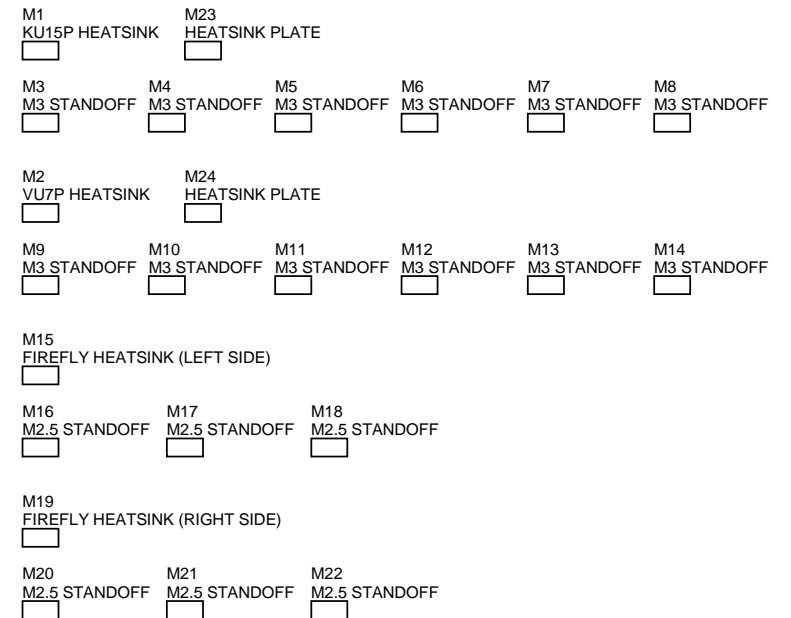 M1 M23
KU15P HEATSINK HEATSINK PLATE
M3 M4 M5 M6 M7 M8
M3 STANDOFF M3 STANDOFF M3 STANDOFF M3 STANDOFF M3 STANDOFF M3 STANDOFF
M2 M24
VU7P HEATSINK HEATSINK PLATE
M9 M10 M11 M12 M13 M14
M3 STANDOFF M3 STANDOFF M3 STANDOFF M3 STANDOFF M3 STANDOFF M3 STANDOFF
M15
FIREFLY HEATSINK (LEFT SIDE)
M16 M17 M18
M2.5 STANDOFF M2.5 STANDOFF M2.5 STANDOFF
M19
FIREFLY HEATSINK (RIGHT SIDE)
M20 M21 M22
M2.5 STANDOFF M2.5 STANDOFF M2.5 STANDOFF